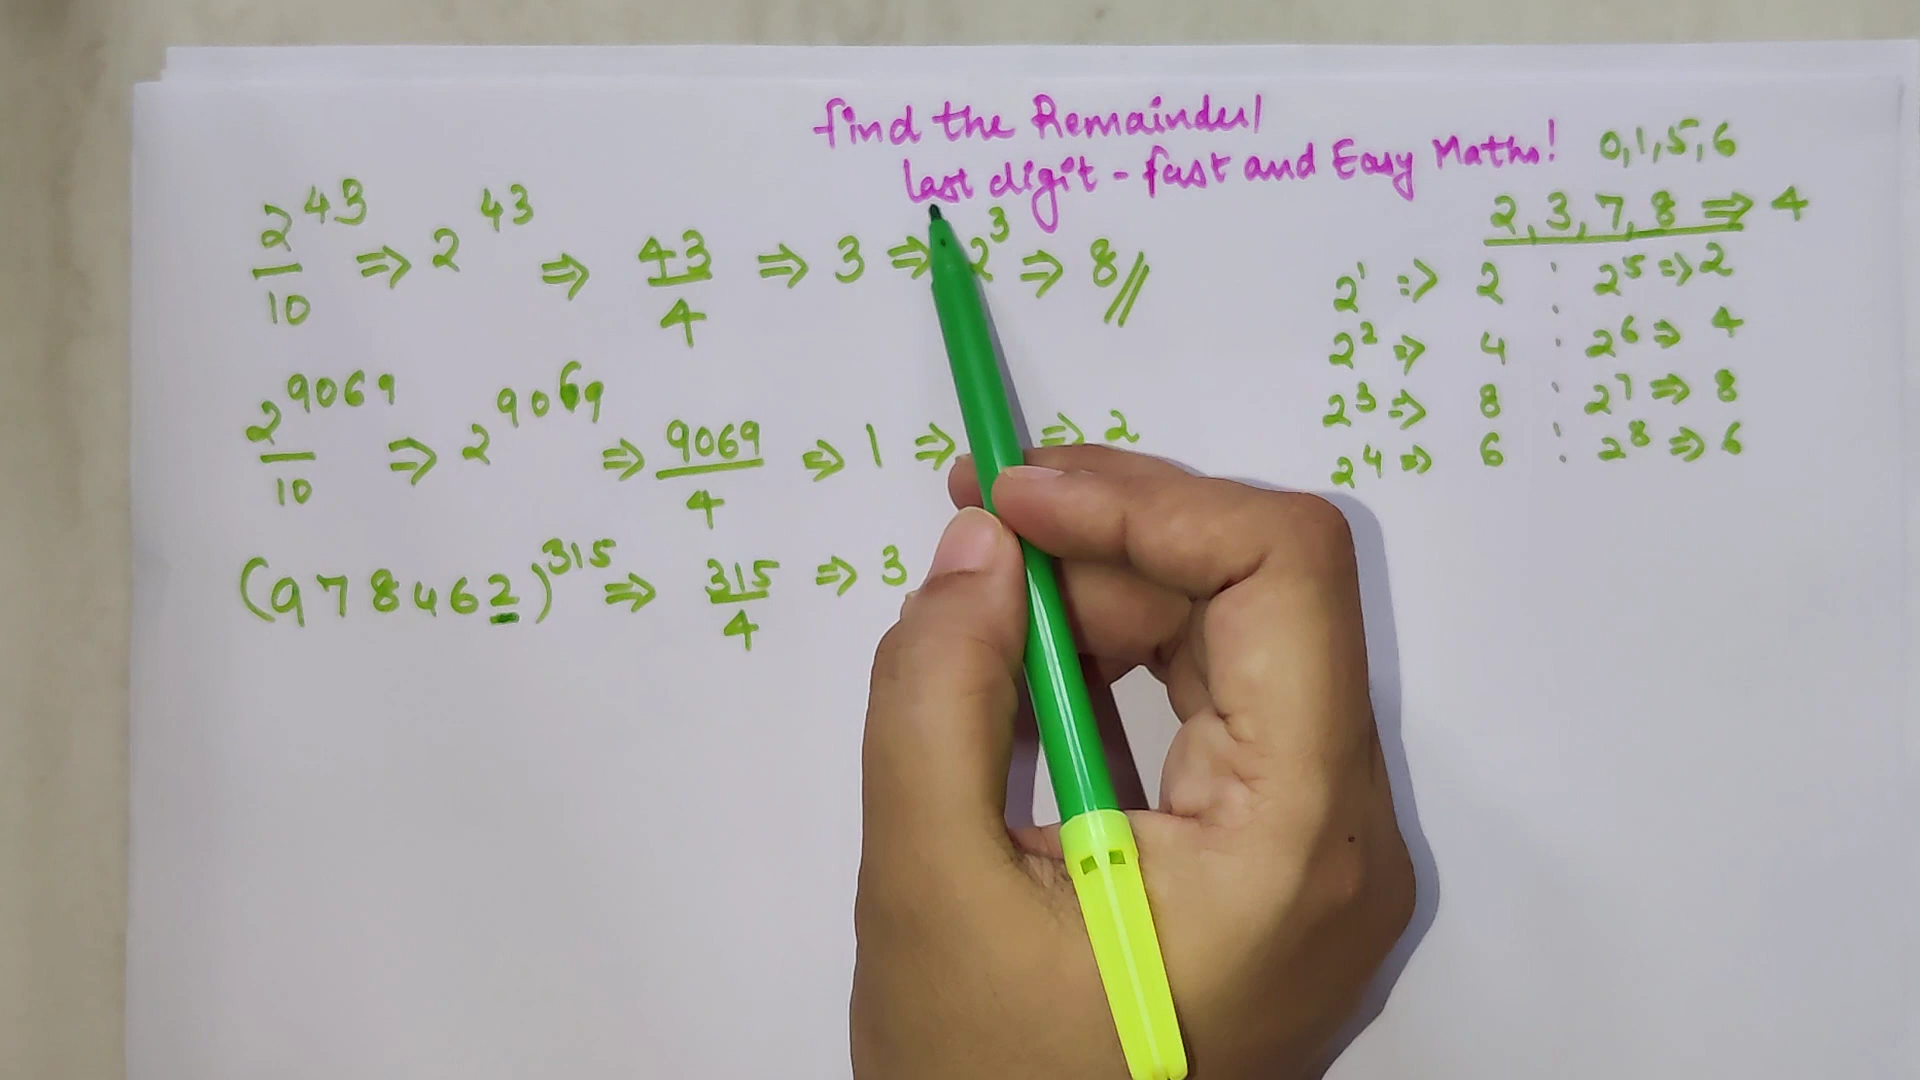 Find the Remainder/
last digit - fast and Easy Maths!
0,1,5,6
2,3,7,8 ⇒ 4
2^43/10 ⇒ 2^43 ⇒ 43/4 ⇒ 3 ⇒ 2^3 ⇒ 8//
2^1 ⇒ 2 : 2^5 ⇒ 2
2^2 ⇒ 4 : 2^6 ⇒ 4
2^3 ⇒ 8 : 2^7 ⇒ 8
2^4 ⇒ 6 : 2^8 ⇒ 6
2^9069/10 ⇒ 2^9069 ⇒ 9069/4 ⇒ 1 ⇒ ⇒ 2
(978462)^315 ⇒ 315/4 ⇒ 3